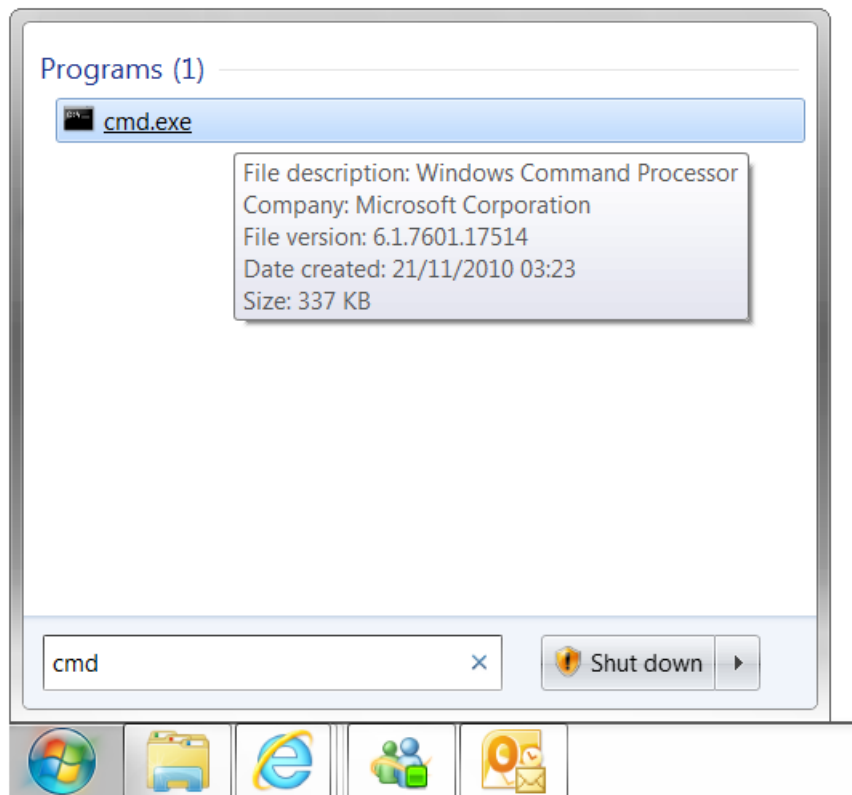 Programs (1)
cmd.exe
File description: Windows Command Processor
Company: Microsoft Corporation
File version: 6.1.7601.17514
Date created: 21/11/2010 03:23
Size: 337 KB
cmd
Shut down